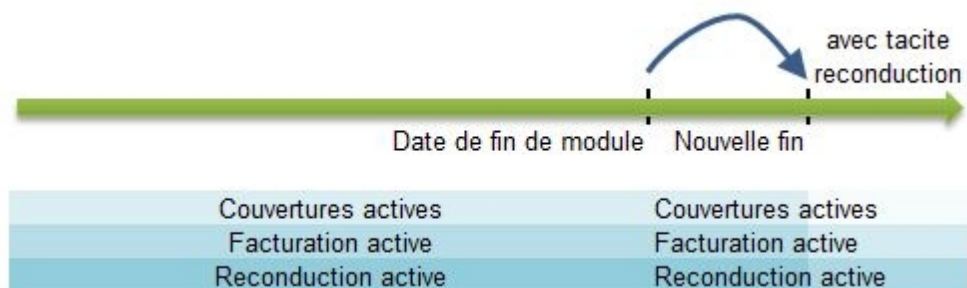 avec tacite
reconduction
Date de fin de module Nouvelle fin
Couvertures actives Couvertures actives
Facturation active Facturation active
Reconduction active Reconduction active